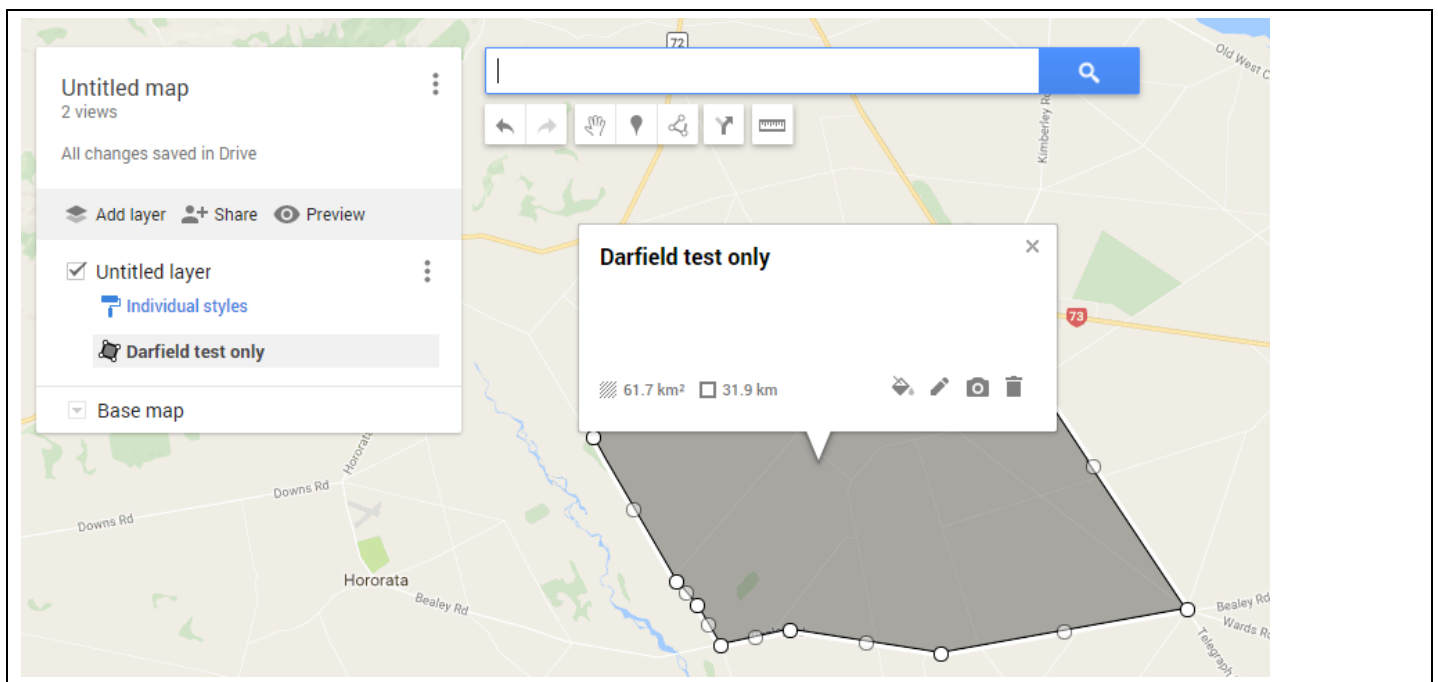 Untitled map
2 views
All changes saved in Drive
Add layer Share Preview
Untitled layer
Individual styles
Darfield test only
Base map
72
Old West C
Kimberley Rd
Darfield test only
61.7 km² 31.9 km
73
Hororata
Downs Rd
Downs Rd
Hororata
Bealey Rd
Bealey Rd
Wards Ro
Telegraph